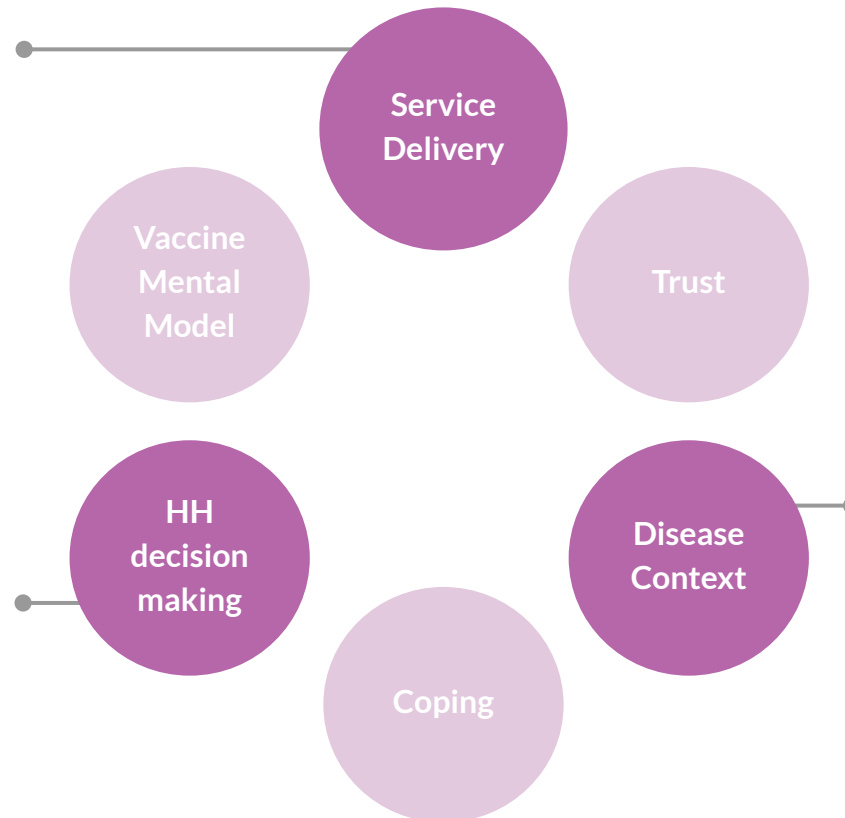 Service
Delivery
Vaccine
Mental
Model
Trust
HH
decision
making
Disease
Context
Coping